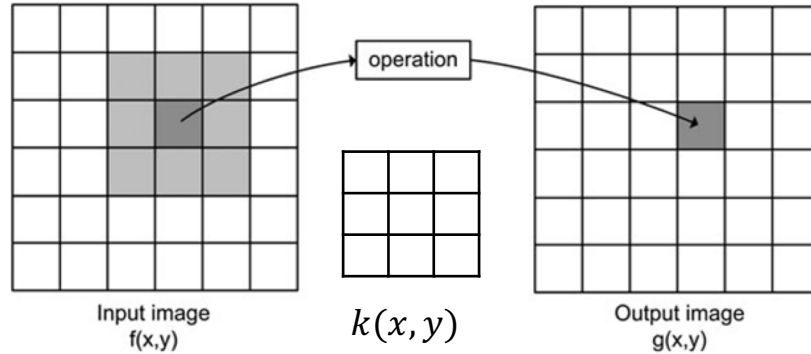 operation
Input image
f(x,y)
k(x, y)
Output image
g(x,y)